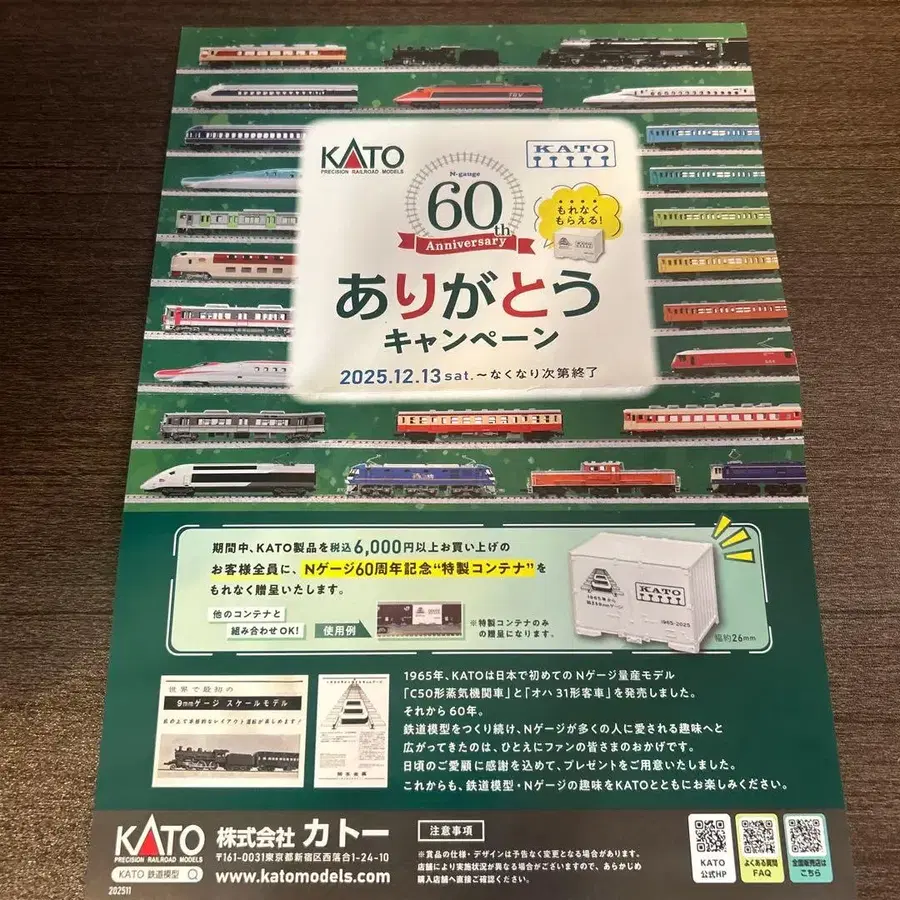 KATO
PRECISION RAILROAD MODELS
KATO
N-gauge
60th
Anniversary
もれなく
もらえる!
ありがとう
キャンペーン
2025.12.13 sat.〜なくなり次第終了
期間中、KATO製品を税込6,000円以上お買い上げの
お客様全員に、Nゲージ60周年記念“特製コンテナ”を
もれなく贈呈いたします。
他のコンテナと
組み合わせOK!
使用例
※特製コンテナのみ
の贈呈になります。
KATO
1965-2025
幅約26mm
世界で最初の
9mmゲージ スケールモデル
1965年、KATOは日本で初めてのNゲージ量産モデル
「C50形蒸気機関車」と「オハ31形客車」を発売しました。
それから60年。
鉄道模型をつくり続け、Nゲージが多くの人に愛される趣味へと
広がってきたのは、ひとえにファンの皆さまのおかげです。
日頃のご愛顧に感謝を込めて、プレゼントをご用意いたしました。
これからも、鉄道模型・Nゲージの趣味をKATOとともにお楽しみください。
KATO
PRECISION RAILROAD MODELS
株式会社 カトー
〒161-0031東京都新宿区西落合1-24-10
KATO 鉄道模型
www.katomodels.com
202511
注意事項
※賞品の仕様・デザインは予告なく変更となる場合があります。
店舗により実施状況が異なる場合がございますので、あらかじめ
購入店舗へ直接ご確認ください。
KATO
公式HP
よくある質問
FAQ
全国販売店は
こちら